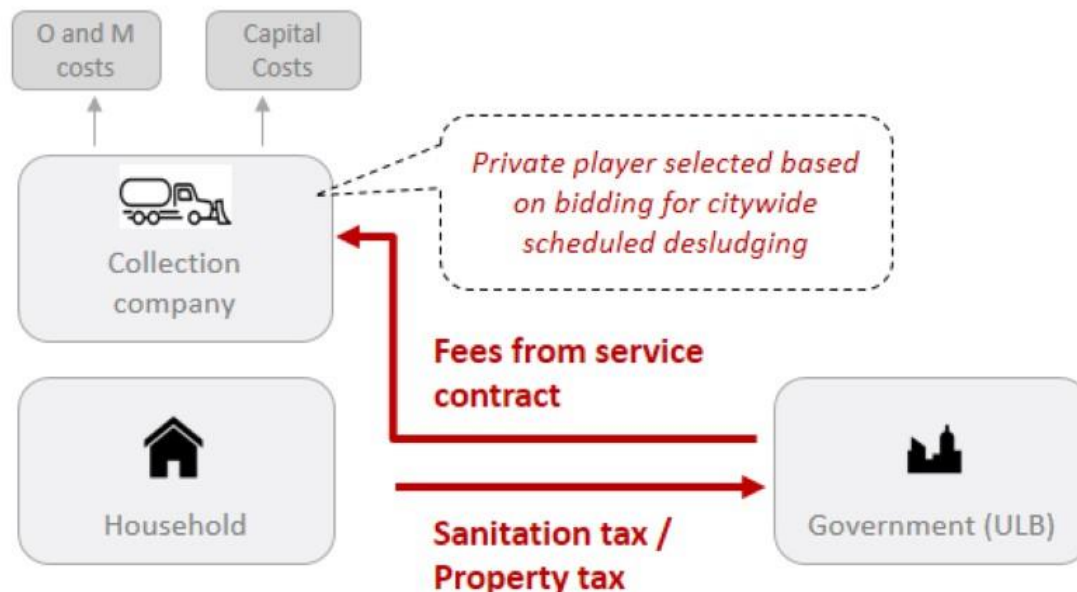 O and M
costs
Capital
Costs
Private player selected based
on bidding for citywide
scheduled desludging
Collection
company
Fees from service
contract
Household
Government (ULB)
Sanitation tax /
Property tax